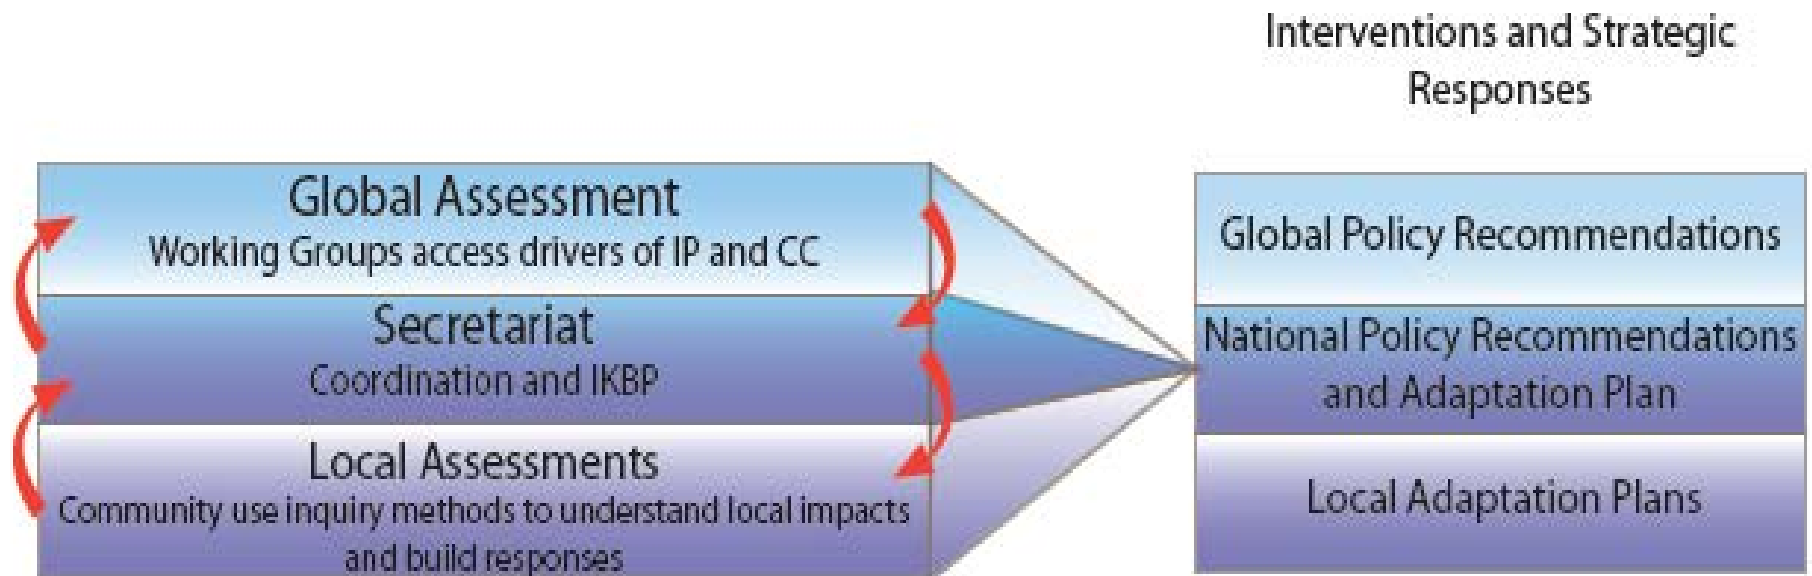 Interventions and Strategic
Responses
Global Assessment
Working Groups access drivers of IP and CC
Secretariat
Coordination and IKBP
Local Assessments
Community use inquiry methods to understand local impacts
and build responses
Global Policy Recommendations
National Policy Recommendations
and Adaptation Plan
Local Adaptation Plans